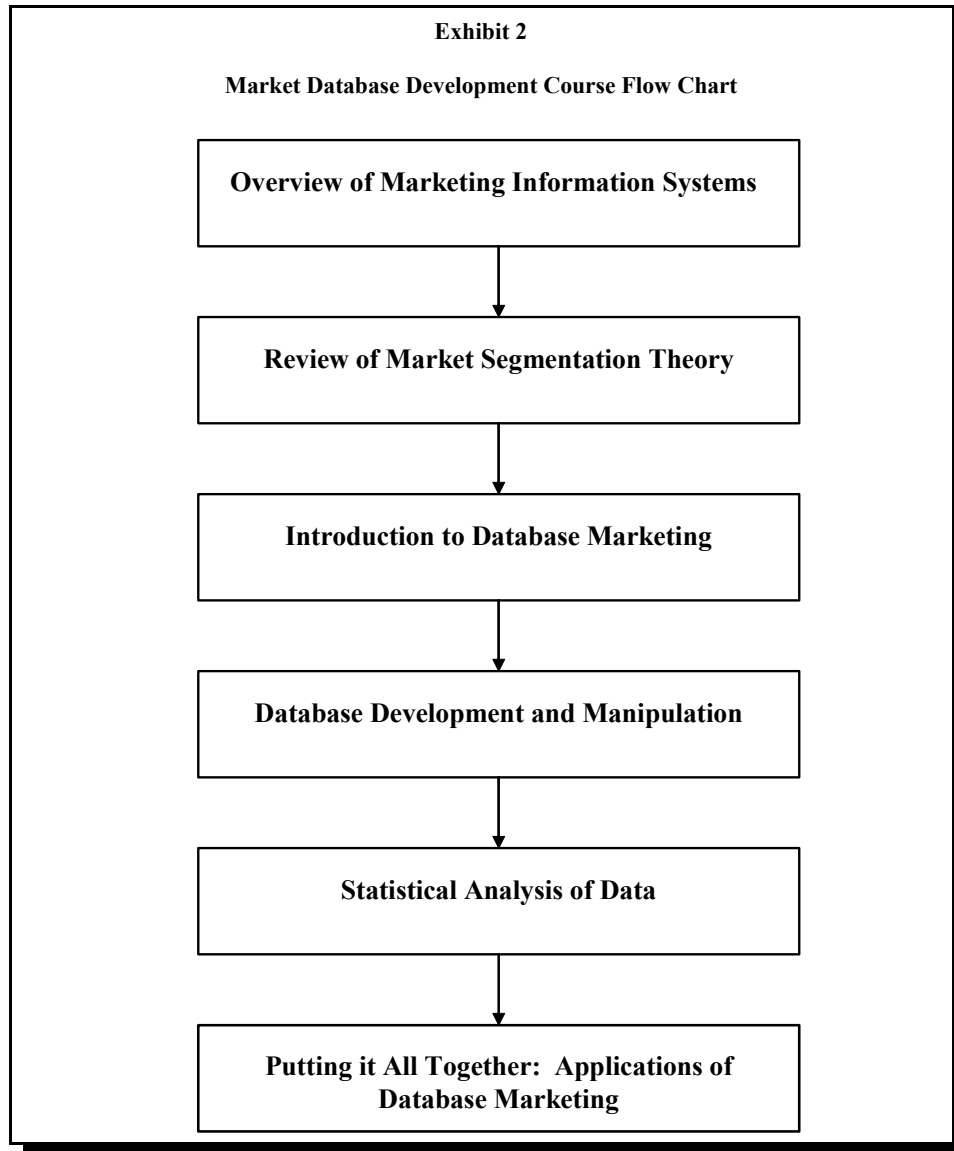 Exhibit 2
Market Database Development Course Flow Chart
Overview of Marketing Information Systems
Review of Market Segmentation Theory
Introduction to Database Marketing
Database Development and Manipulation
Statistical Analysis of Data
Putting it All Together:  Applications of
Database Marketing